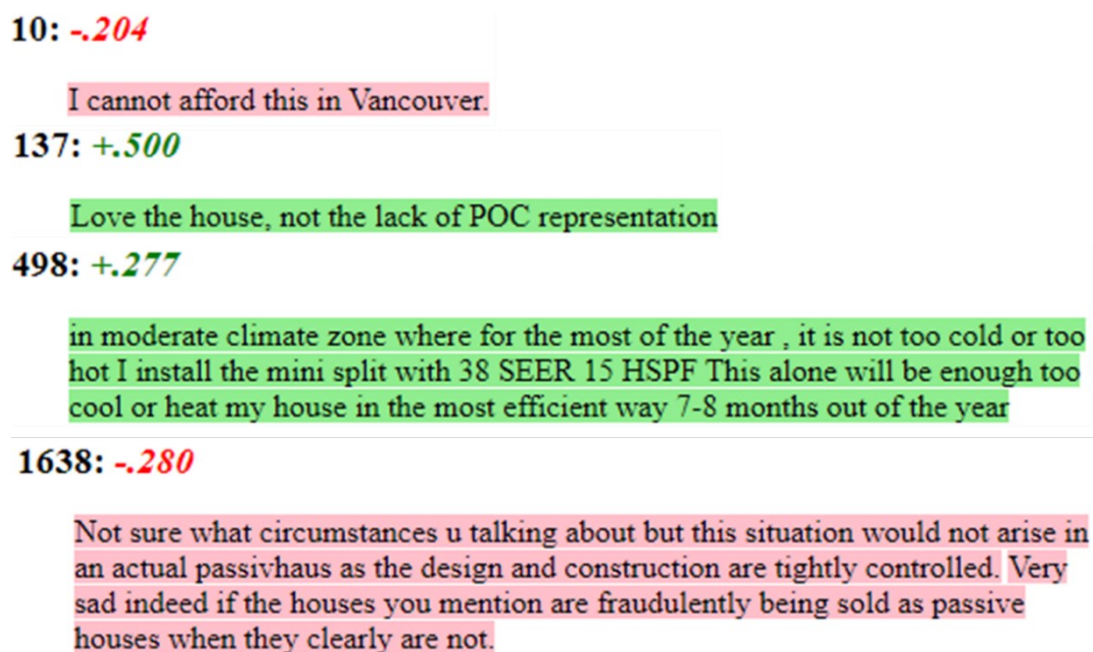 10: -.204
I cannot afford this in Vancouver.
137: +.500
Love the house, not the lack of POC representation
498: +.277
in moderate climate zone where for the most of the year , it is not too cold or too
hot I install the mini split with 38 SEER 15 HSPF This alone will be enough too
cool or heat my house in the most efficient way 7-8 months out of the year
1638: -.280
Not sure what circumstances u talking about but this situation would not arise in
an actual passivhaus as the design and construction are tightly controlled. Very
sad indeed if the houses you mention are fraudulently being sold as passive
houses when they clearly are not.